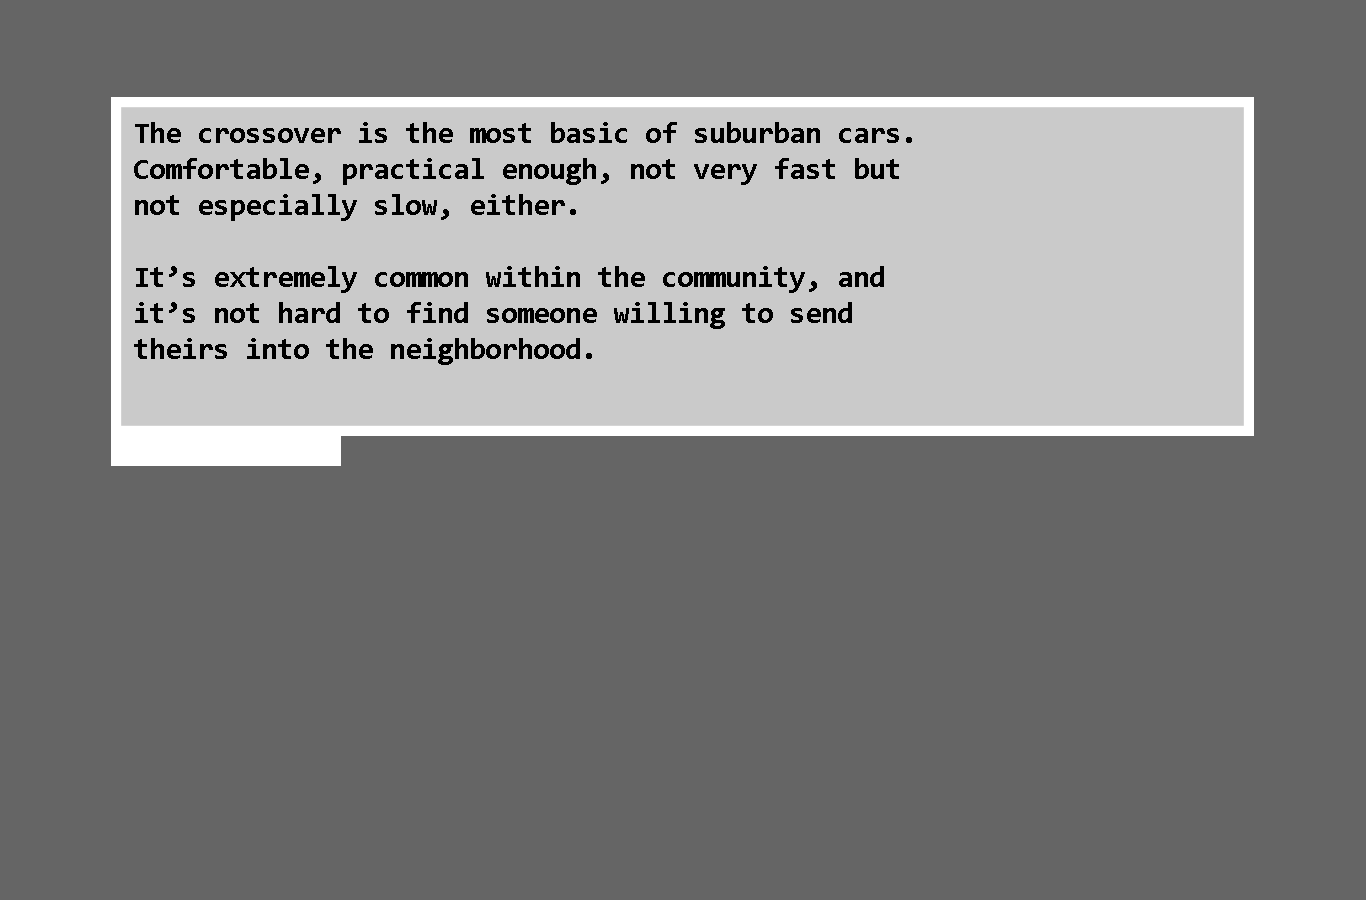 The crossover is the most basic of suburban cars.
Comfortable, practical enough, not very fast but
not especially slow, either.
It’s extremely common within the community, and
it’s not hard to find someone willing to send
theirs into the neighborhood.